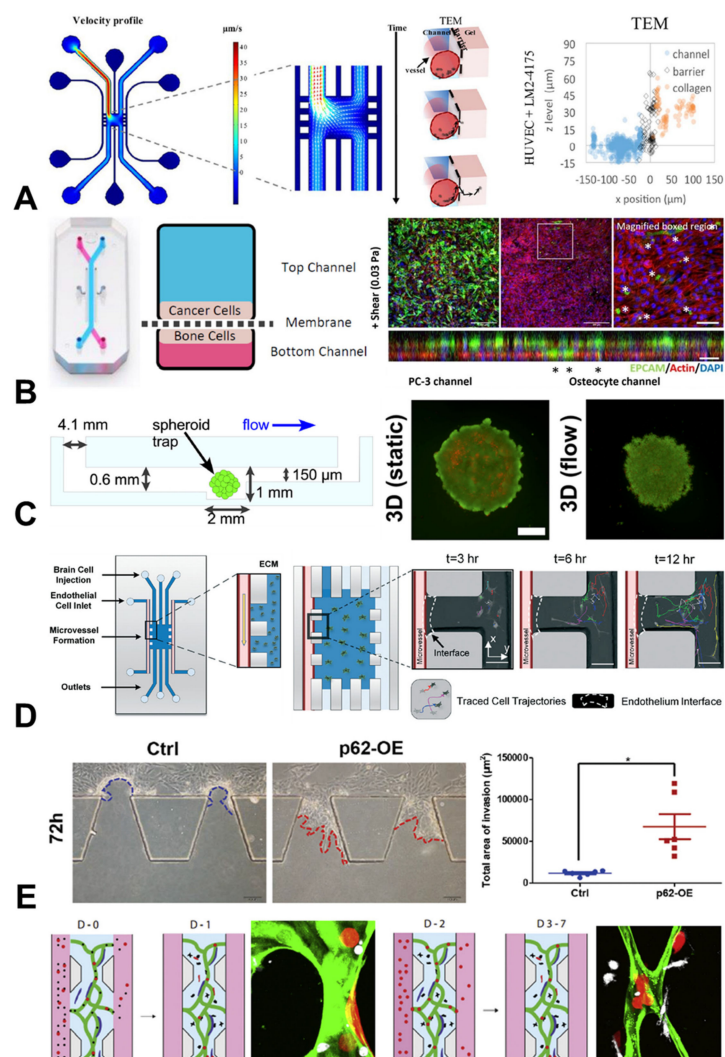 Velocity profile
µm/s
40
35
30
25
20
15
10
5
0
Time
TEM
Channel
Barrier
Gel
vessel
TEM
HUVEC + LM2-4175
z level (µm)
90
75
60
45
30
15
0
-15
channel
barrier
collagen
-150-100 -50 0 50 100 150
x position (µm)
A
Top Channel
Cancer Cells
Membrane
Bone Cells
Bottom Channel
+ Shear (0.03 Pa)
Magnified boxed region
* * *
EPCAM/Actin/DAPI
PC-3 channel
Osteocyte channel
B
4.1 mm
spheroid
trap
flow
0.6 mm
150 µm
1 mm
2 mm
3D (static)
3D (flow)
C
Brain Cell
Injection
Endothelial
Cell Inlet
Microvessel
Formation
Outlets
ECM
t=3 hr
t=6 hr
t=12 hr
Microvessel
Interface
x
y
Microvessel
Microvessel
Traced Cell Trajectories
Endothelium Interface
D
Ctrl
p62-OE
72h
Total area of invasion (µm²)
150000
100000
50000
0
*
Ctrl
p62-OE
E
D-0
D-1
D-2
D3-7